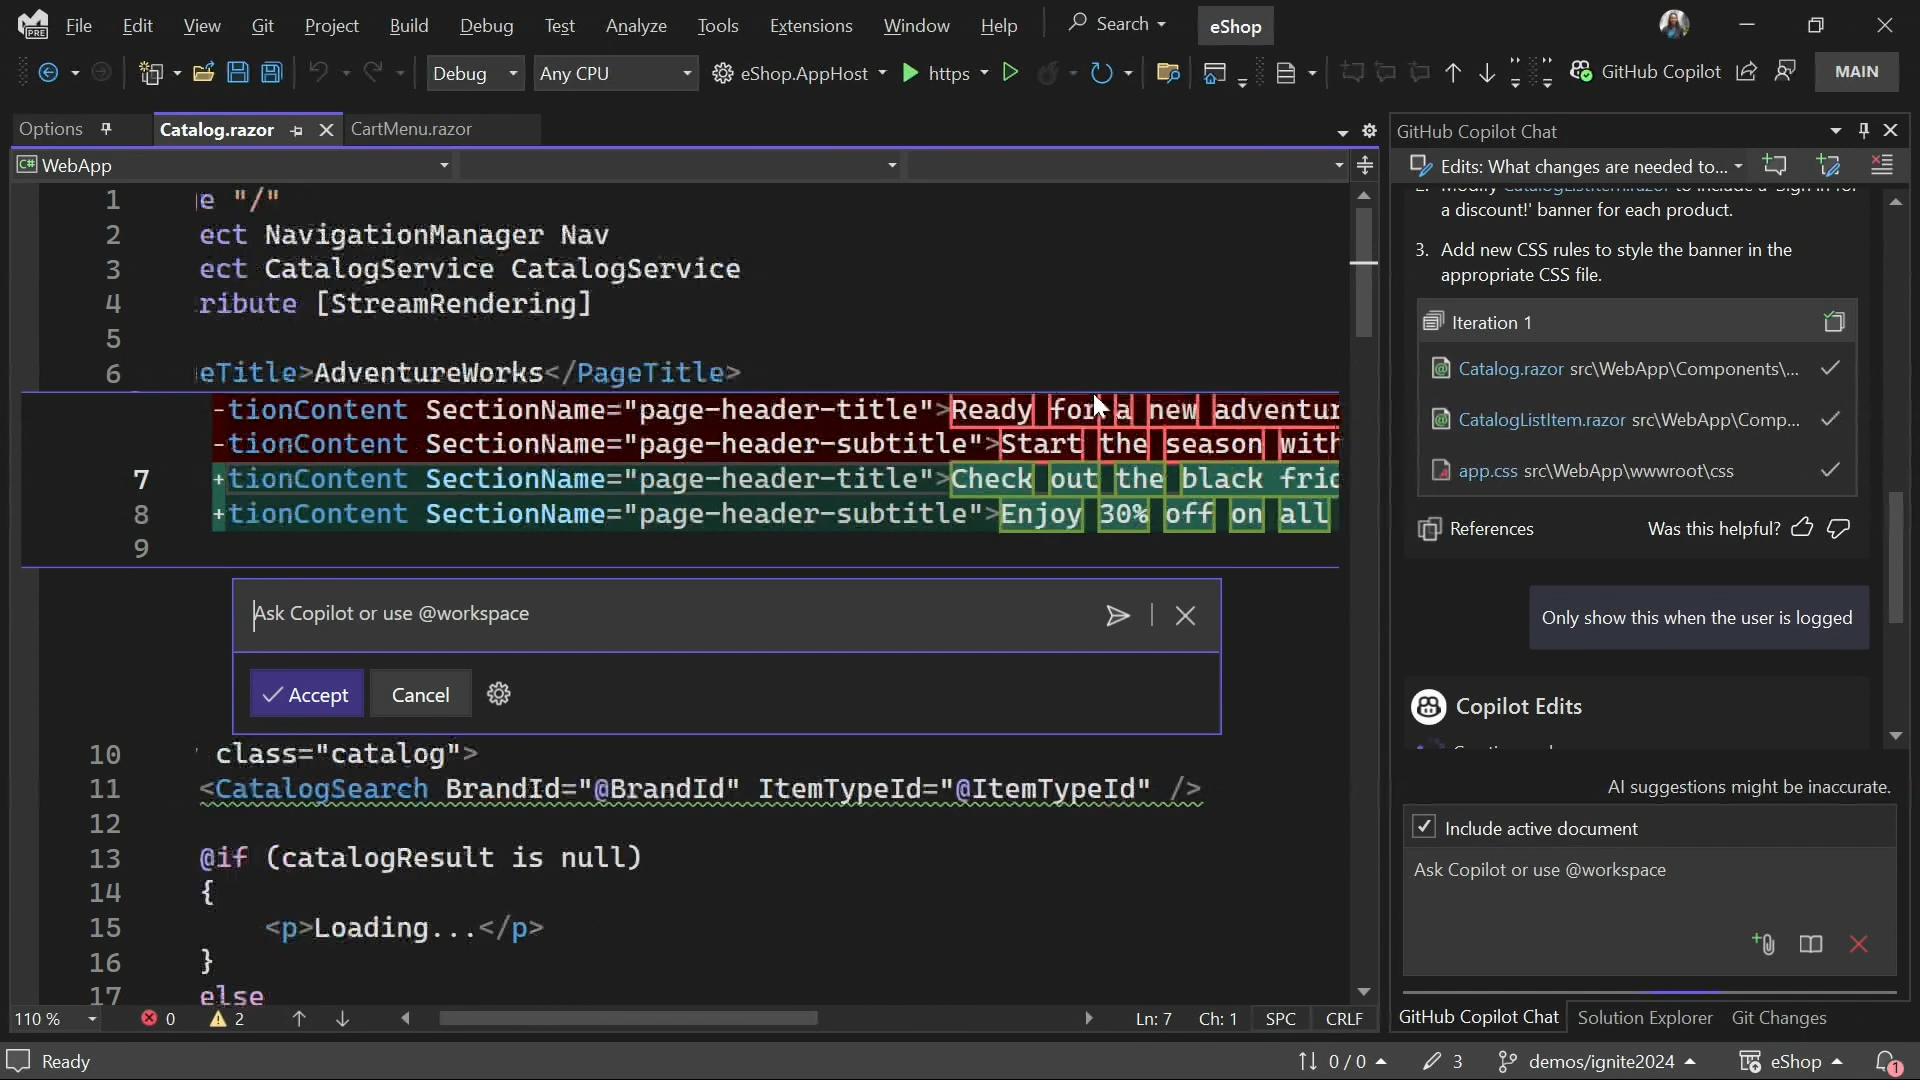 File Edit View Git Project Build Debug Test Analyze Tools Extensions Window Help Search eShop
PRE
Debug Any CPU eShop.AppHost https GitHub Copilot MAIN
Options Catalog.razor CartMenu.razor
C# WebApp
1 e "/"
2 ect NavigationManager Nav
3 ect CatalogService CatalogService
4 ribute [StreamRendering]
5
6 eTitle>AdventureWorks</PageTitle>
-tionContent SectionName="page-header-title">Ready for a new adventur
-tionContent SectionName="page-header-subtitle">Start the season with
7 +tionContent SectionName="page-header-title">Check out the black fri
8 +tionContent SectionName="page-header-subtitle">Enjoy 30% off on all
9
Ask Copilot or use @workspace
Accept Cancel
10 class="catalog">
11 <CatalogSearch BrandId="@BrandId" ItemTypeId="@ItemTypeId" />
12
13 @if (catalogResult is null)
14 {
15 <p>Loading...</p>
16 }
17 else
110 % 0 2 Ln: 7 Ch: 1 SPC CRLF
GitHub Copilot Chat
Edits: What changes are needed to...
a discount!' banner for each product.
3. Add new CSS rules to style the banner in the
appropriate CSS file.
Iteration 1
Catalog.razor src\WebApp\Components\...
CatalogListItem.razor src\WebApp\Comp...
app.css src\WebApp\wwwroot\css
References Was this helpful?
Only show this when the user is logged
Copilot Edits
AI suggestions might be inaccurate.
Include active document
Ask Copilot or use @workspace
GitHub Copilot Chat Solution Explorer Git Changes
Ready 0 / 0 3 demos/ignite2024 eShop 1